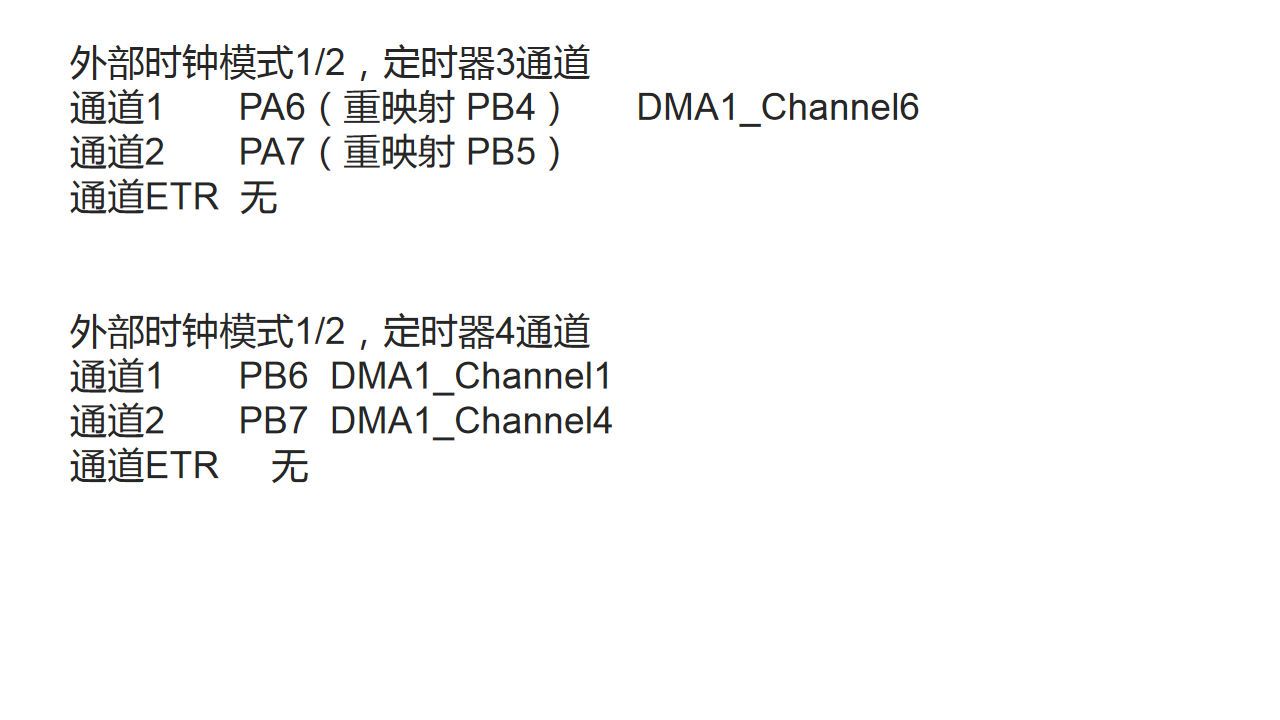 外部时钟模式1/2，定时器3通道
通道1 PA6（重映射 PB4） DMA1_Channel6
通道2 PA7（重映射 PB5）
通道ETR 无
外部时钟模式1/2，定时器4通道
通道1 PB6 DMA1_Channel1
通道2 PB7 DMA1_Channel4
通道ETR 无